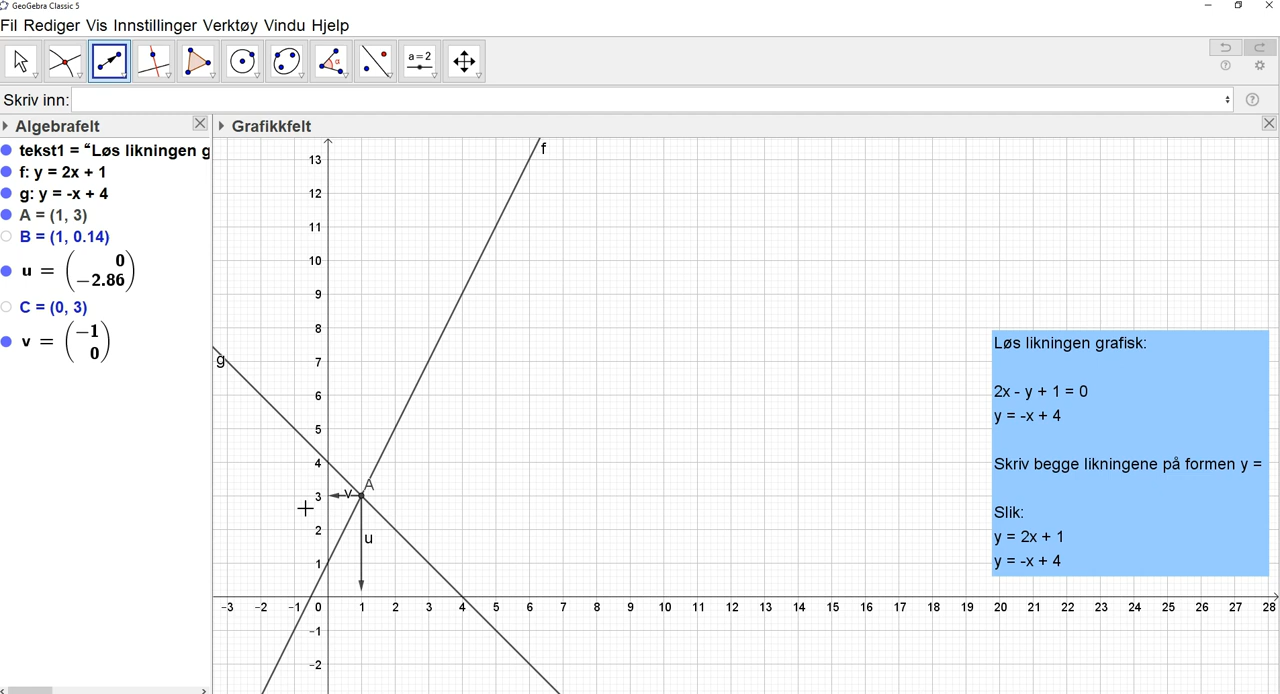 GeoGebra Classic 5
Fil Rediger Vis Innstillinger Verktøy Vindu Hjelp
α
a=2
Skriv inn:
Algebrafelt
Grafikkfelt
tekst1 = “Løs likningen g
f: y = 2x + 1
g: y = -x + 4
A = (1, 3)
B = (1, 0.14)
u = (0 −2.86)
C = (0, 3)
v = (−1 0)
f
g
A
v
u
13
12
11
10
9
8
7
6
5
4
3
2
1
−1
−2
−3 −2 −1 0 1 2 3 4 5 6 7 8 9 10 11 12 13 14 15 16 17 18 19 20 21 22 23 24 25 26 27 28
Løs likningen grafisk:
2x - y + 1 = 0
y = -x + 4
Skriv begge likningene på formen y =
Slik:
y = 2x + 1
y = -x + 4